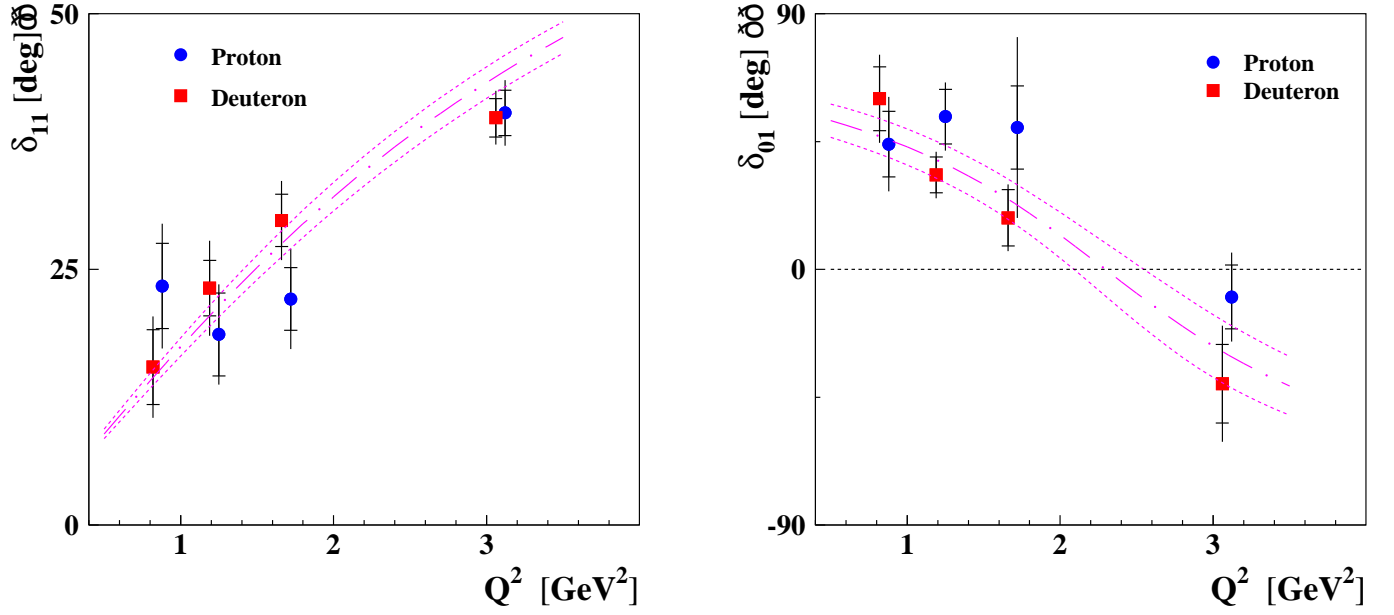 δ₁₁ [deg]
50
25
0
Proton
Deuteron
1 2 3
Q² [GeV²]
δ₀₁ [deg]
90
0
-90
Proton
Deuteron
1 2 3
Q² [GeV²]